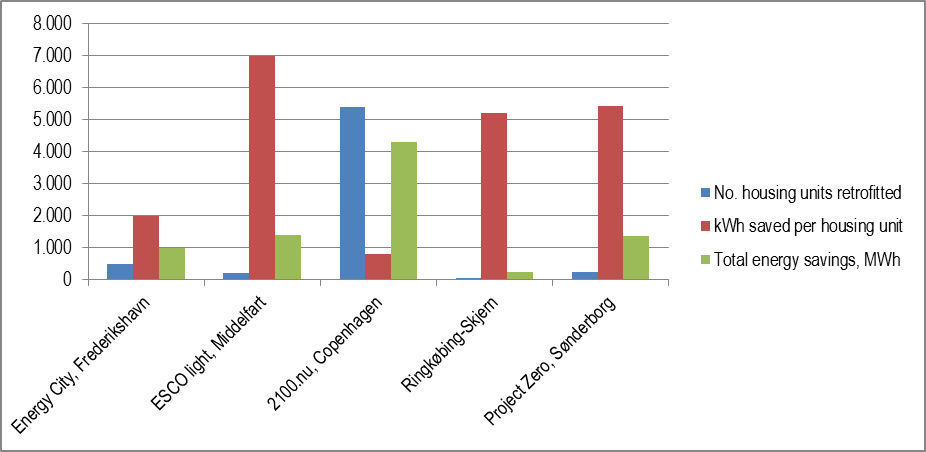 8.000
7.000
6.000
5.000
4.000
3.000
2.000
1.000
0
Energy City, Frederikshavn
ESCO light, Middelfart
2100.nu, Copenhagen
Ringkøbing-Skjern
Project Zero, Sønderborg
No. housing units retrofitted
kWh saved per housing unit
Total energy savings, MWh